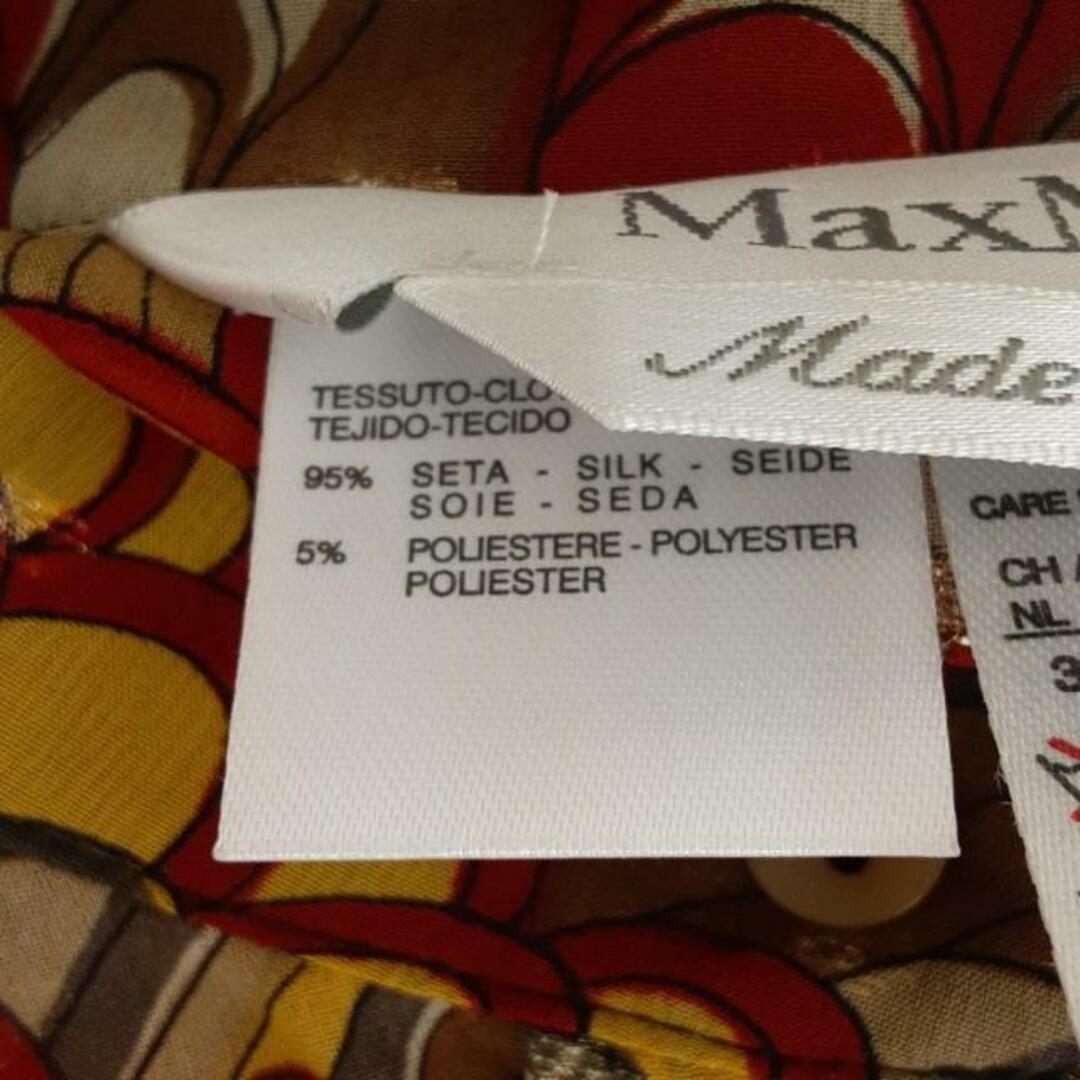 MaxM
Made
TESSUTO-CLO
TEJIDO-TECIDO
95% SETA - SILK - SEIDE
SOIE - SEDA
5% POLIESTERE - POLYESTER
POLIESTER
CARE
CH
NL
3